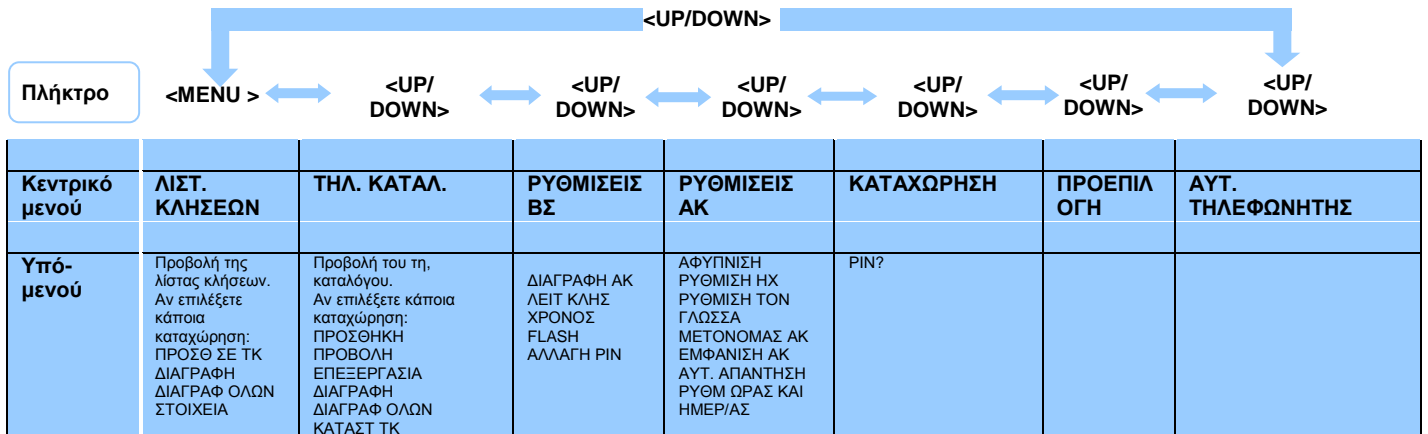 <UP/DOWN>
Πλήκτρο
<MENU >
<UP/
DOWN>
<UP/
DOWN>
<UP/
DOWN>
<UP/
DOWN>
<UP/
DOWN>
<UP/
DOWN>
Κεντρικό
μενού
ΛΙΣΤ.
ΚΛΗΣΕΩΝ
ΤΗΛ. ΚΑΤΑΛ.
ΡΥΘΜΙΣΕΙΣ
ΒΣ
ΡΥΘΜΙΣΕΙΣ
ΑΚ
ΚΑΤΑΧΩΡΗΣΗ
ΠΡΟΕΠΙΛ
ΟΓΗ
ΑΥΤ.
ΤΗΛΕΦΩΝΗΤΗΣ
Υπό-
μενού
Προβολή της
λίστας κλήσεων.
Αν επιλέξετε
κάποια
καταχώρηση:
ΠΡΟΣΘ ΣΕ ΤΚ
ΔΙΑΓΡΑΦΗ
ΔΙΑΓΡΑΦ ΟΛΩΝ
ΣΤΟΙΧΕΙΑ
Προβολή του τη,
καταλόγου.
Αν επιλέξετε κάποια
καταχώρηση:
ΠΡΟΣΘΗΚΗ
ΠΡΟΒΟΛΗ
ΕΠΕΞΕΡΓΑΣΙΑ
ΔΙΑΓΡΑΦΗ
ΔΙΑΓΡΑΦ ΟΛΩΝ
ΚΑΤΑΣΤ ΤΚ
ΔΙΑΓΡΑΦΗ ΑΚ
ΛΕΙΤ ΚΛΗΣ
ΧΡΟΝΟΣ
FLASH
ΑΛΛΑΓΗ PIN
ΑΦΥΠΝΙΣΗ
ΡΥΘΜΙΣΗ ΗΧ
ΡΥΘΜΙΣΗ ΤΟΝ
ΓΛΩΣΣΑ
ΜΕΤΟΝΟΜΑΣ ΑΚ
ΕΜΦΑΝΙΣΗ ΑΚ
ΑΥΤ. ΑΠΑΝΤΗΣΗ
ΡΥΘΜ ΩΡΑΣ ΚΑΙ
ΗΜΕΡ/ΑΣ
PIN?